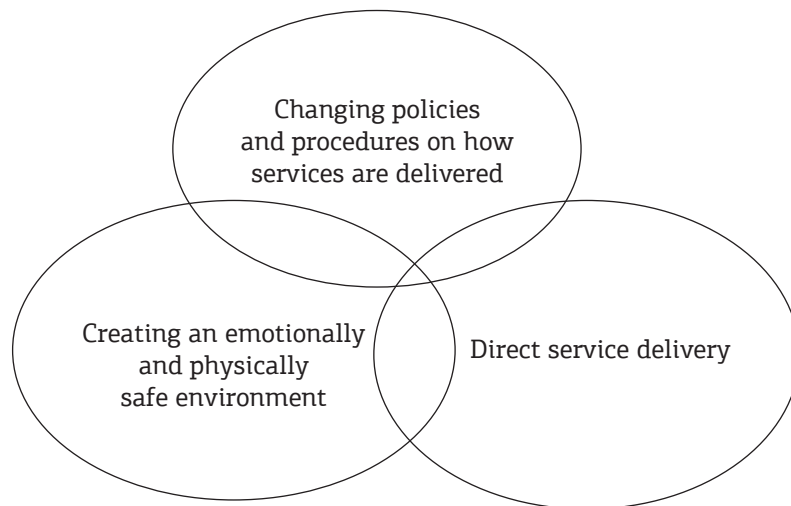 Changing policies
and procedures on how
services are delivered
Creating an emotionally
and physically
safe environment
Direct service delivery